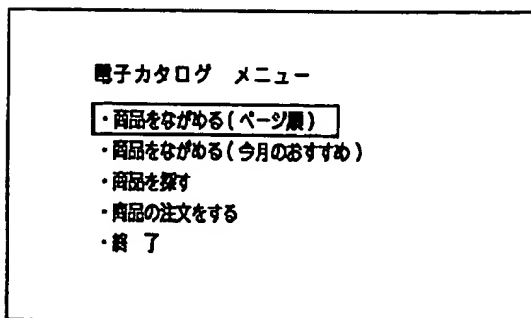 電子カタログ メニュー
・商品をながめる(ページ順)
・商品をながめる(今月のおすすめ)
・商品を探す
・商品の注文をする
・終 了